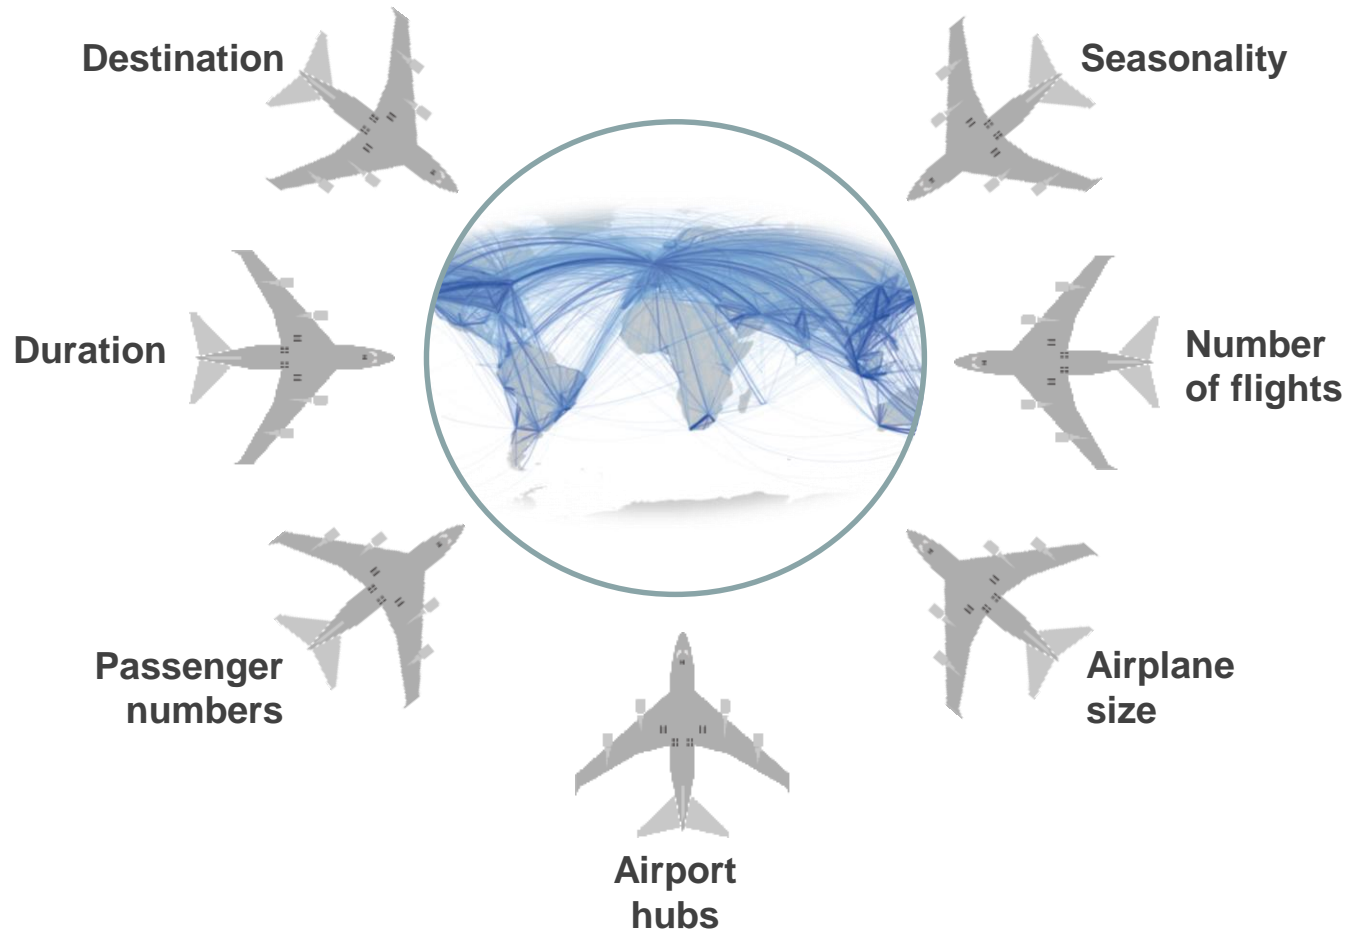 Destination
Seasonality
Duration
Number
of flights
Passenger
numbers
Airplane
size
Airport
hubs